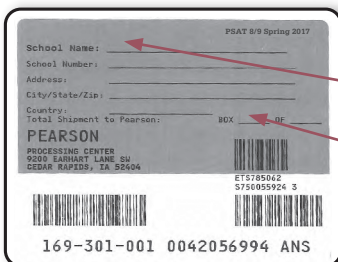 PSAT 8/9 Spring 2017
School Name:
School Number:
Address:
City/State/Zip:
Country:
Total Shipment to Pearson: BOX OF
PEARSON
PROCESSING CENTER
9200 EARHART LANE SW
CEDAR RAPIDS, IA 52404
ETS785062
S750055924 3
169-301-001 0042056994 ANS